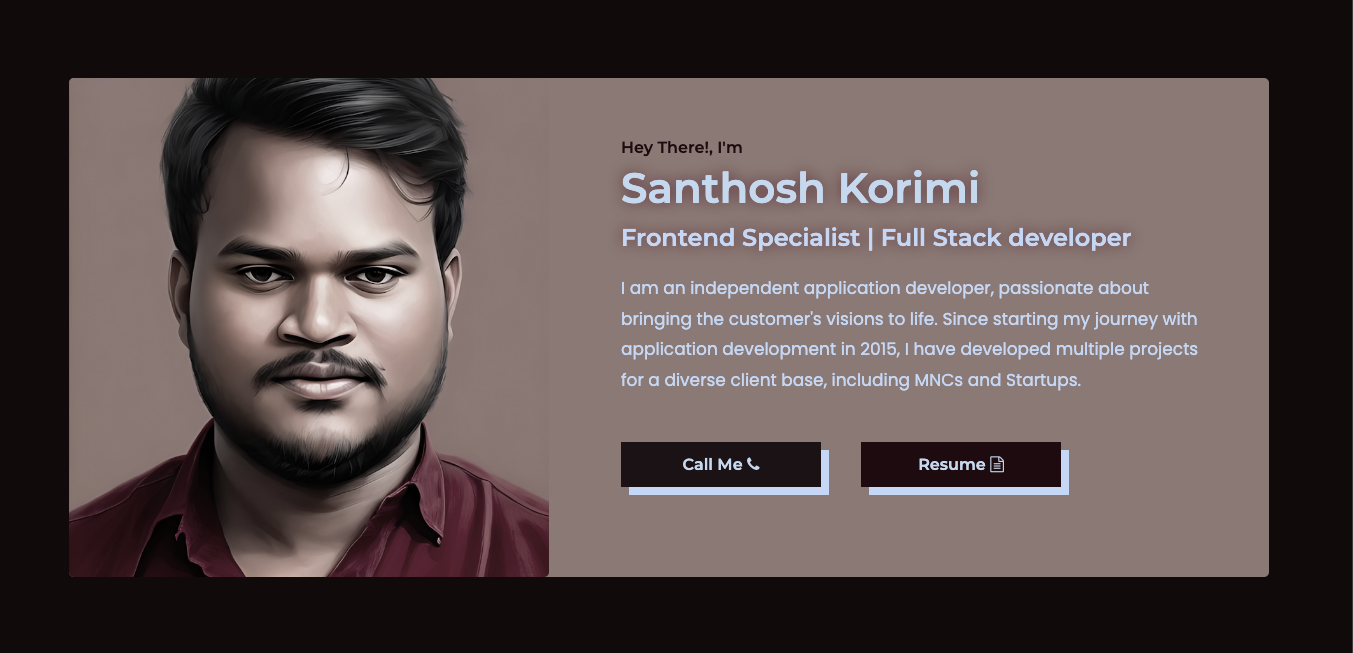 Hey There!, I'm
Santhosh Korimi
Frontend Specialist | Full Stack developer
I am an independent application developer, passionate about
bringing the customer's visions to life. Since starting my journey with
application development in 2015, I have developed multiple projects
for a diverse client base, including MNCs and Startups.
Call Me
Resume